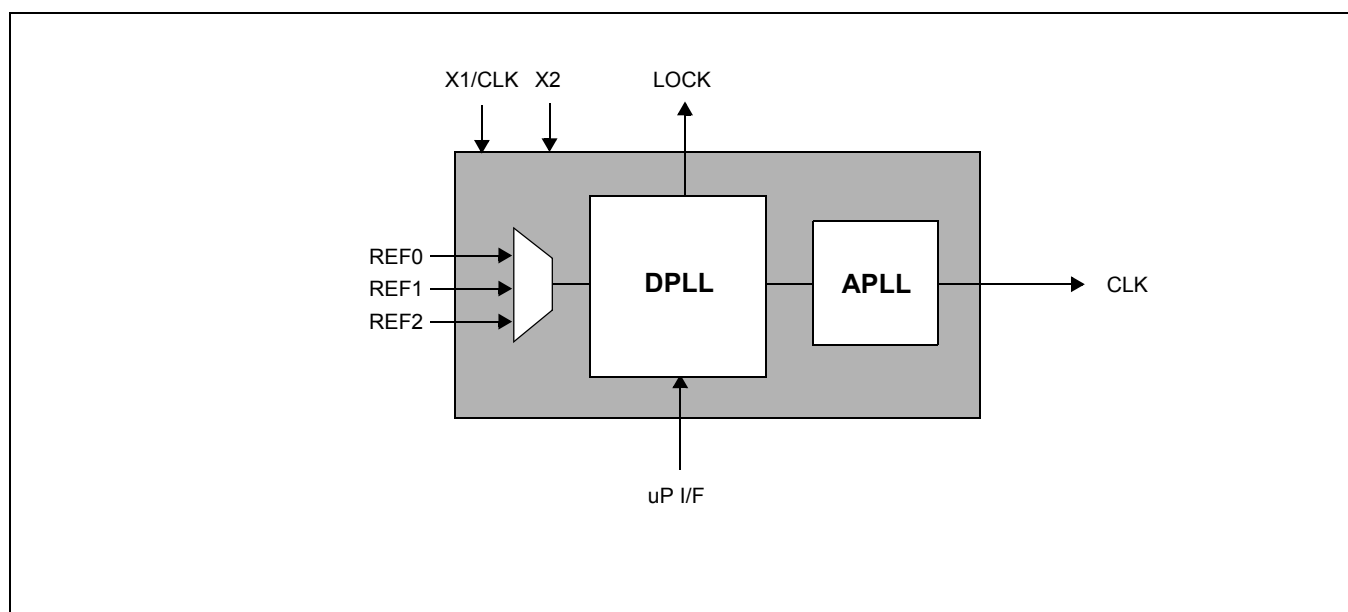 X1/CLK X2 LOCK
REF0
REF1
REF2
DPLL
APLL
CLK
uP I/F